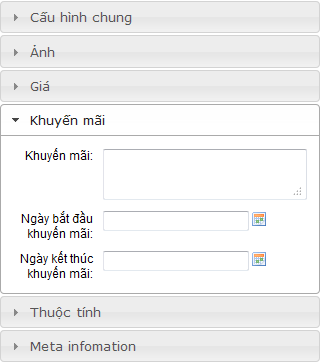 Cấu hình chung
Ảnh
Giá
Khuyến mãi
Khuyến mãi:
Ngày bắt đầu
khuyến mãi:
Ngày kết thúc
khuyến mãi:
Thuộc tính
Meta infomation